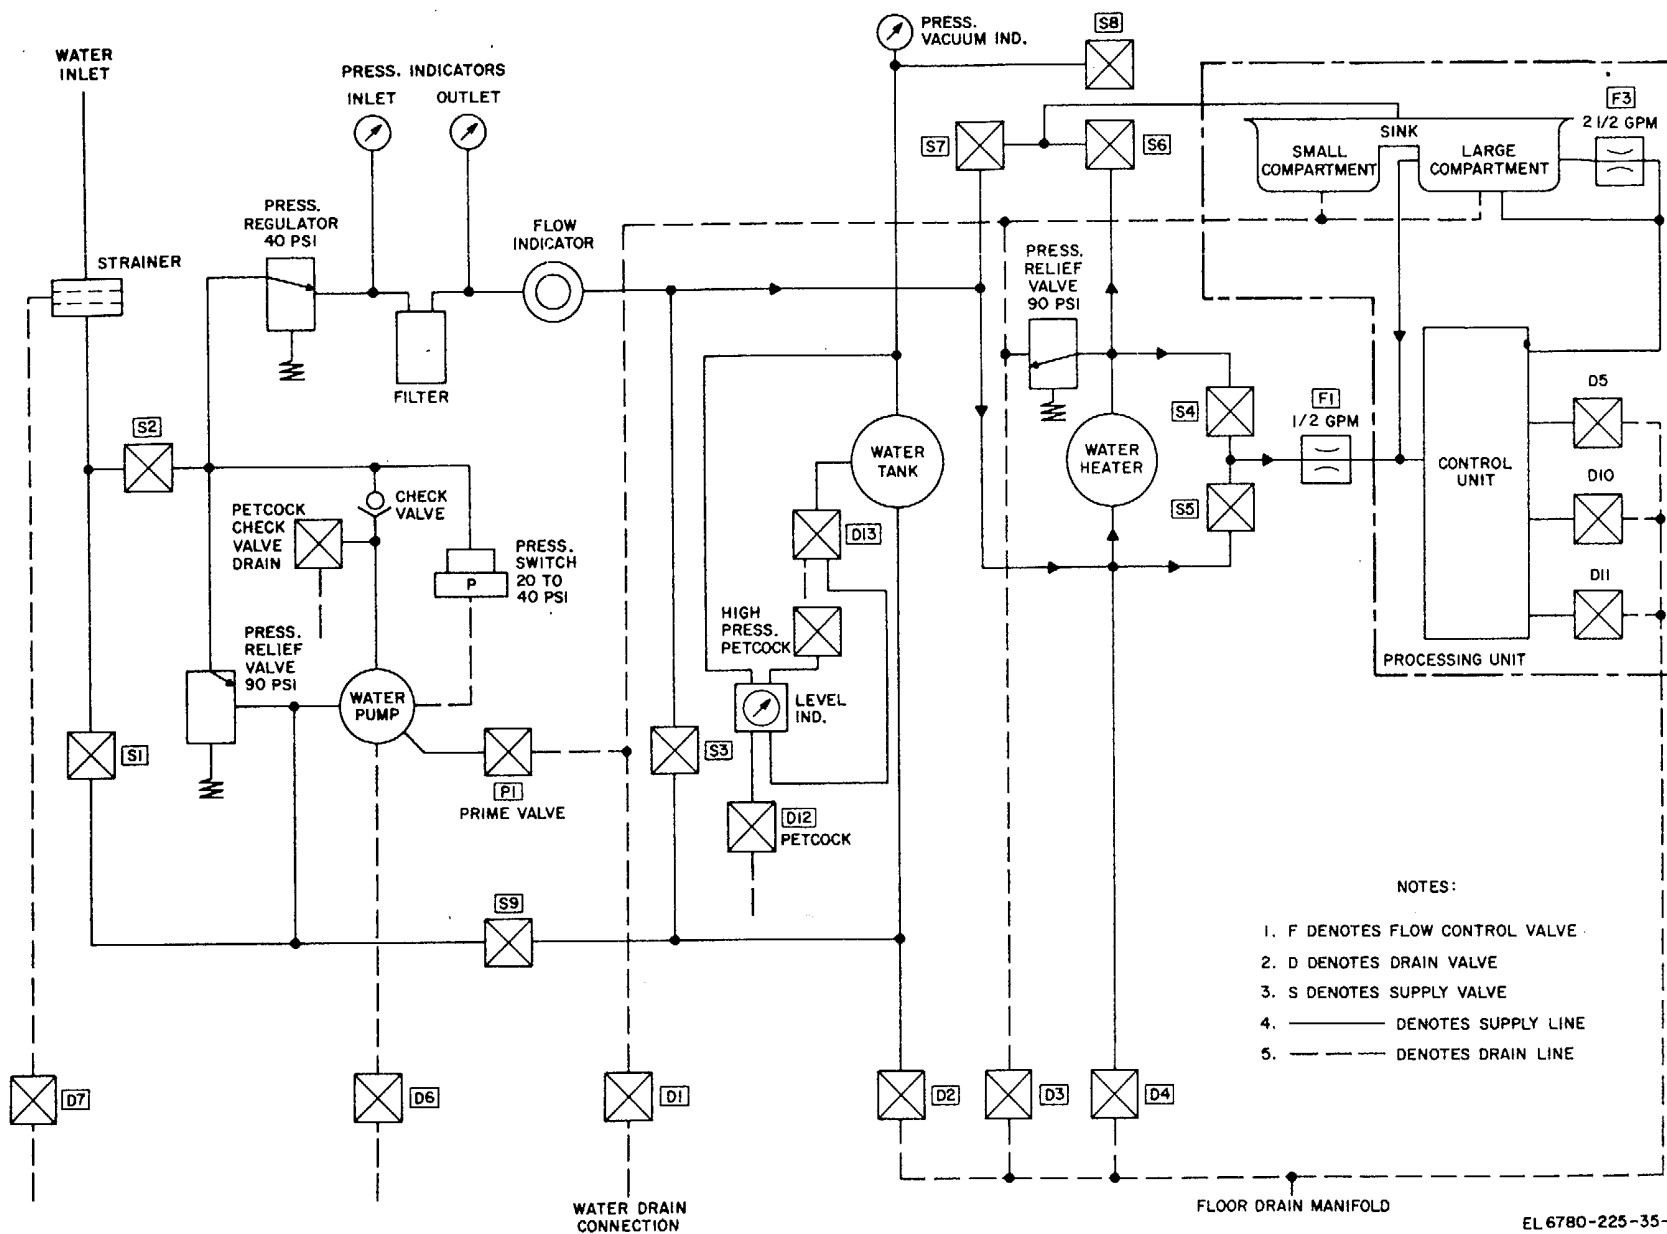 WATER
INLET
PRESS. INDICATORS
INLET
OUTLET
PRESS.
VACUUM IND.
S8
F3
2 1/2 GPM
S7
S6
SINK
SMALL
COMPARTMENT
LARGE
COMPARTMENT
PRESS.
REGULATOR
40 PSI
FLOW
INDICATOR
STRAINER
PRESS.
RELIEF
VALVE
90 PSI
FILTER
S2
S4
F1
1/2 GPM
D5
WATER
TANK
WATER
HEATER
CONTROL
UNIT
D10
CHECK
VALVE
PETCOCK
CHECK
VALVE
DRAIN
S5
D13
PRESS.
SWITCH
20 TO
40 PSI
P
D11
HIGH
PRESS.
PETCOCK
PRESS.
RELIEF
VALVE
90 PSI
PROCESSING UNIT
WATER
PUMP
LEVEL
IND.
S1
S3
P1
PRIME VALVE
D12
PETCOCK
S9
NOTES:
1. F DENOTES FLOW CONTROL VALVE
2. D DENOTES DRAIN VALVE
3. S DENOTES SUPPLY VALVE
4. DENOTES SUPPLY LINE
5. DENOTES DRAIN LINE
D7
D6
D1
D2
D3
D4
WATER DRAIN
CONNECTION
FLOOR DRAIN MANIFOLD
EL6780-225-35-